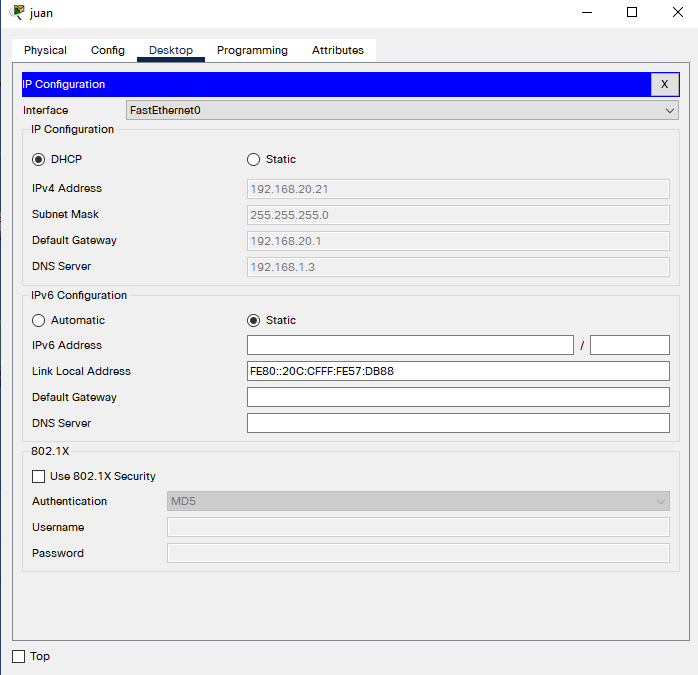 juan
Physical Config Desktop Programming Attributes
IP Configuration X
Interface FastEthernet0
IP Configuration
DHCP Static
IPv4 Address 192.168.20.21
Subnet Mask 255.255.255.0
Default Gateway 192.168.20.1
DNS Server 192.168.1.3
IPv6 Configuration
Automatic Static
IPv6 Address /
Link Local Address FE80::20C:CFFF:FE57:DB88
Default Gateway
DNS Server
802.1X
Use 802.1X Security
Authentication MD5
Username
Password
Top